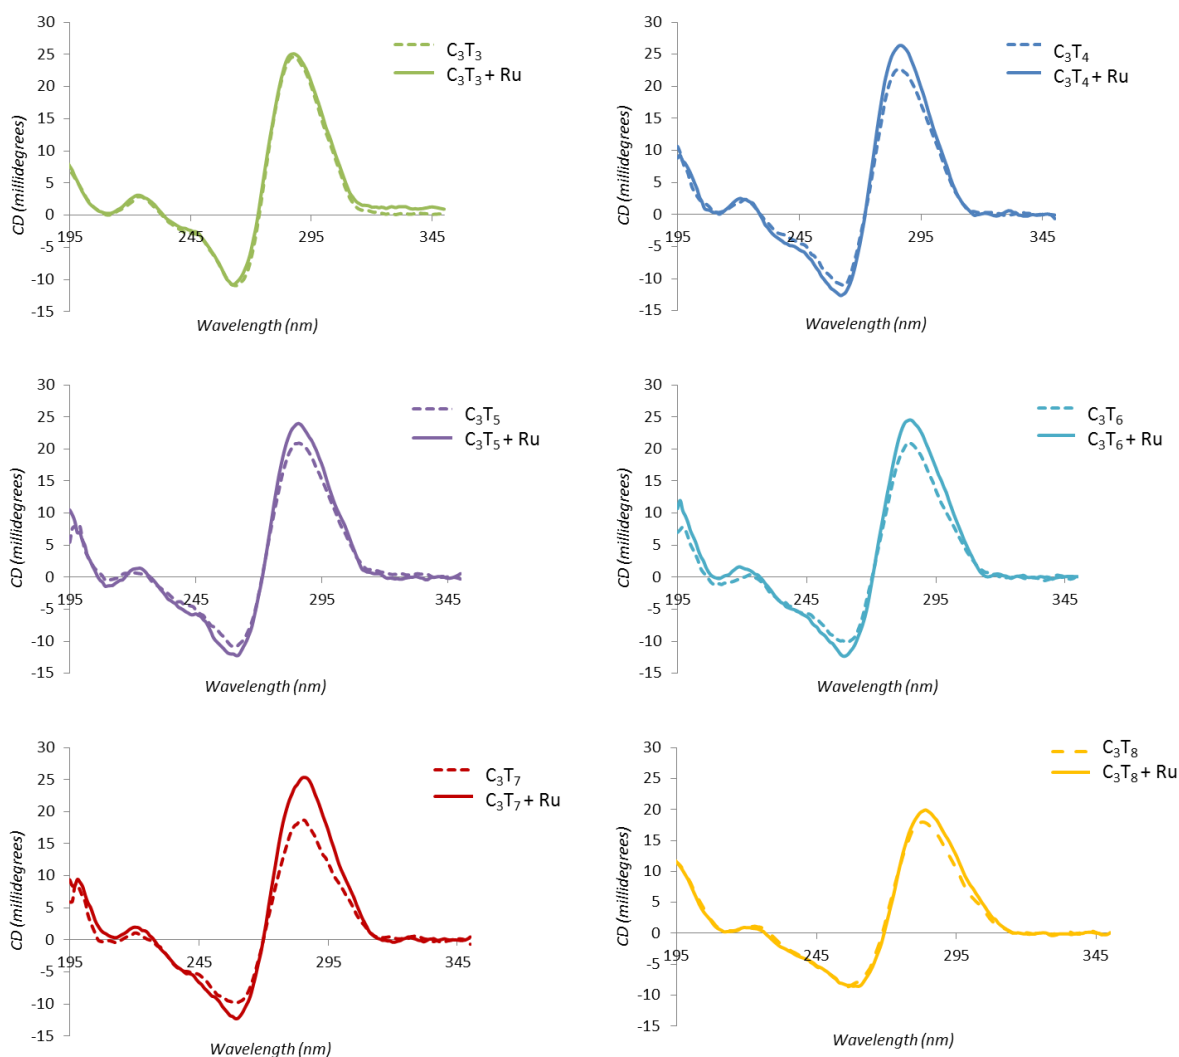 30
25
20
15
10
5
0
-5
-10
-15
CD (millidegrees)
195 245 295 345
Wavelength (nm)
C₃T₃
C₃T₃ + Ru
30
25
20
15
10
5
0
-5
-10
-15
CD (millidegrees)
195 245 295 345
Wavelength (nm)
C₃T₄
C₃T₄ + Ru
30
25
20
15
10
5
0
-5
-10
-15
CD (millidegrees)
195 245 295 345
Wavelength (nm)
C₃T₅
C₃T₅ + Ru
30
25
20
15
10
5
0
-5
-10
-15
CD (millidegrees)
195 245 295 345
Wavelength (nm)
C₃T₆
C₃T₆ + Ru
30
25
20
15
10
5
0
-5
-10
-15
CD (millidegrees)
195 245 295 345
Wavelength (nm)
C₃T₇
C₃T₇ + Ru
30
25
20
15
10
5
0
-5
-10
-15
CD (millidegrees)
195 245 295 345
Wavelength (nm)
C₃T₈
C₃T₈ + Ru